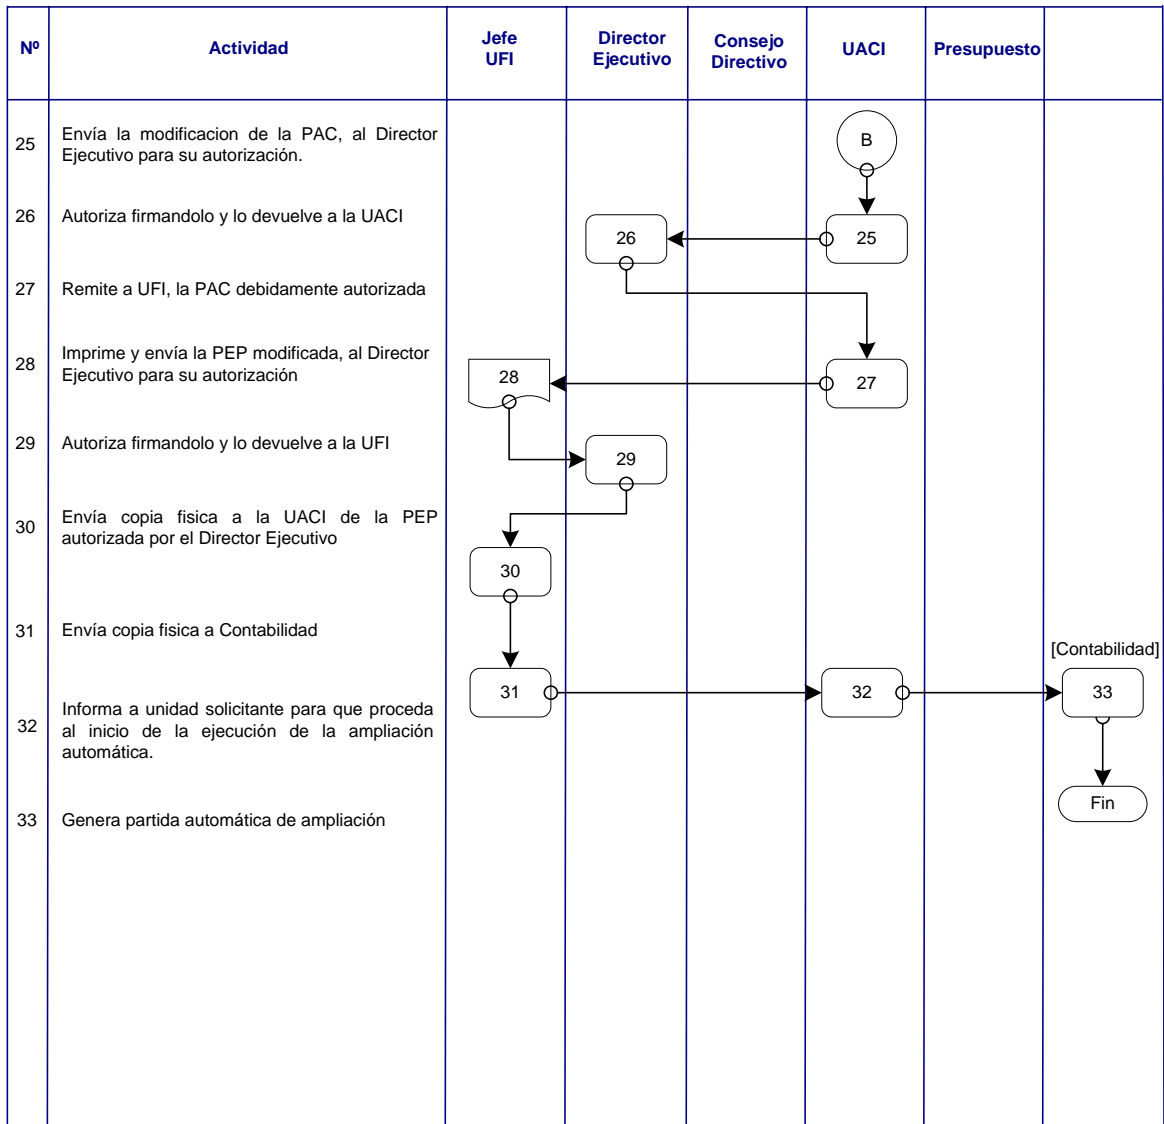 Nº
Actividad
Jefe
UFI
Director
Ejecutivo
Consejo
Directivo
UACI
Presupuesto
25
Envía la modificacion de la PAC, al Director
Ejecutivo para su autorización.
B
26
Autoriza firmandolo y lo devuelve a la UACI
26
25
27
Remite a UFI, la PAC debidamente autorizada
28
Imprime y envía la PEP modificada, al Director
Ejecutivo para su autorización
28
27
29
Autoriza firmandolo y lo devuelve a la UFI
29
30
Envía copia fisica a la UACI de la PEP
autorizada por el Director Ejecutivo
30
31
Envía copia fisica a Contabilidad
[Contabilidad]
31
32
33
32
Informa a unidad solicitante para que proceda
al inicio de la ejecución de la ampliación
automática.
Fin
33
Genera partida automática de ampliación